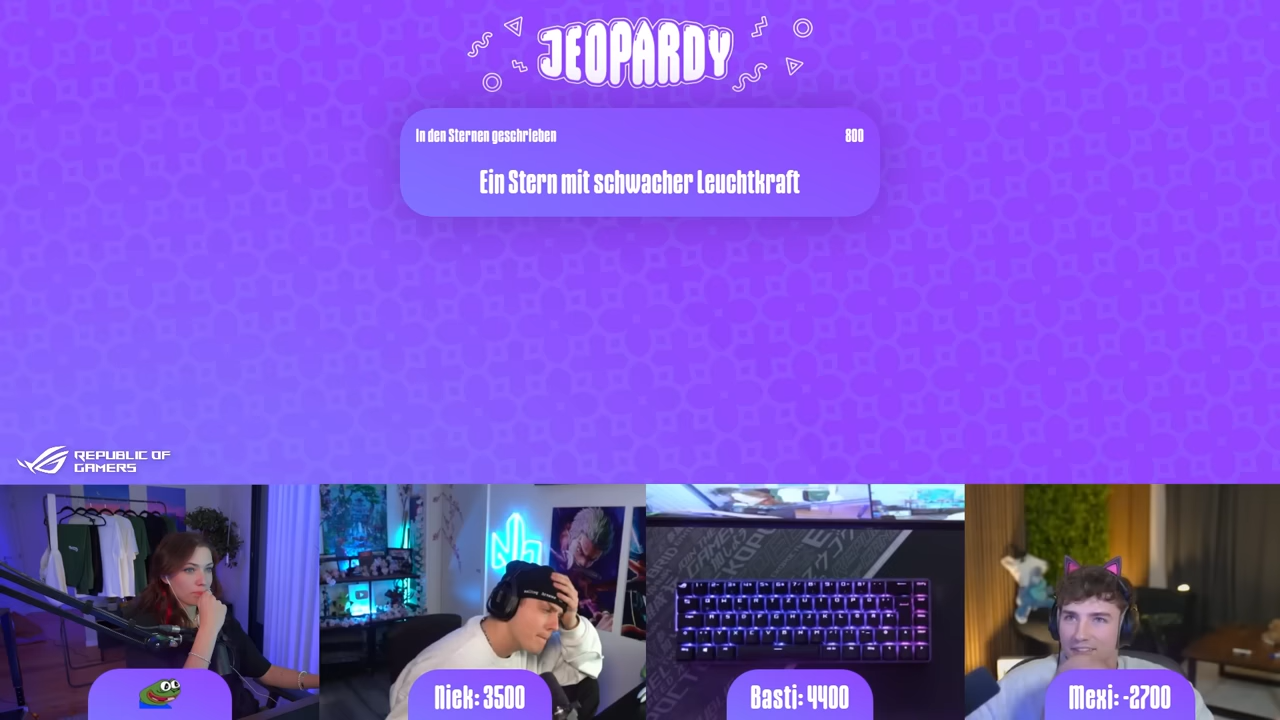 JEOPARDY
In den Sternen geschrieben
800
Ein Stern mit schwacher Leuchtkraft
REPUBLIC OF
GAMERS
Niek: 3500
Basti: 4400
Mexi: -2700